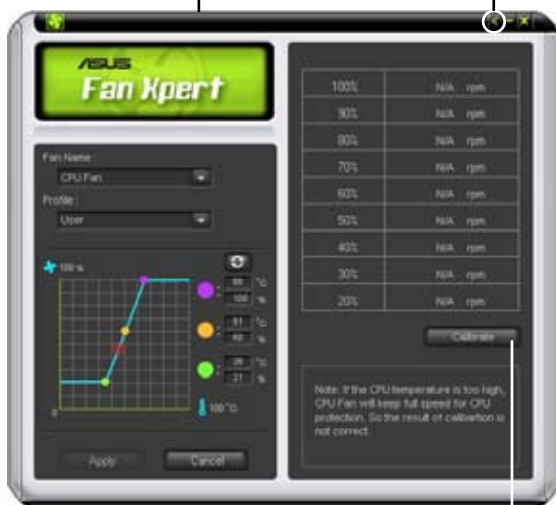 ASUS
Fan Xpert
Fan Name :
CPU Fan
Profile :
User
100 %
°C
100 %
°C
%
°C
21 %
0
100 °C
Apply
Cancel
100% N/A rpm
90% N/A rpm
80% N/A rpm
70% N/A rpm
60% N/A rpm
50% N/A rpm
40% N/A rpm
30% N/A rpm
20% N/A rpm
Calibrate
Note: If the CPU temperature is too high,
CPU Fan will keep full speed for CPU
protection. So the result of calibartion is
not correct.